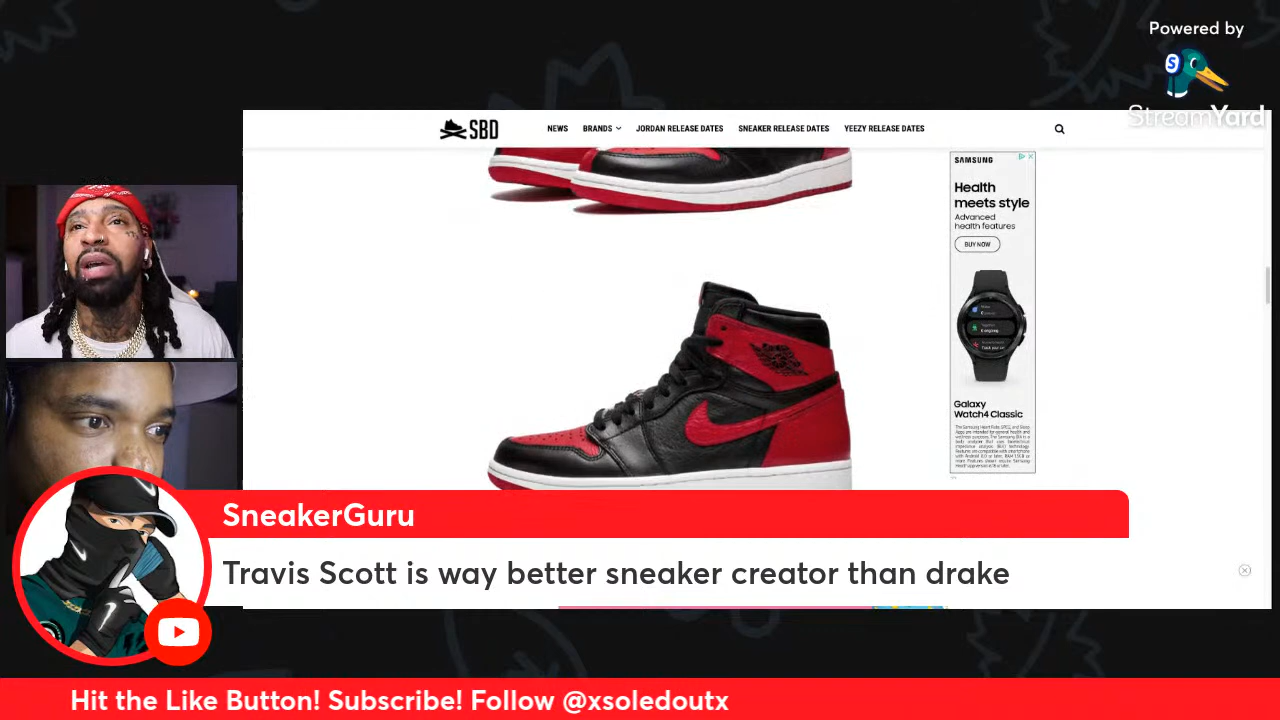 Powered by
S
StreamYard
SBD
NEWS
BRANDS
JORDAN RELEASE DATES
SNEAKER RELEASE DATES
YEEZY RELEASE DATES
SAMSUNG
Health
meets style
Advanced
health features
BUY NOW
Galaxy
Watch4 Classic
SneakerGuru
Travis Scott is way better sneaker creator than drake
Hit the Like Button! Subscribe! Follow @xsoledoutx